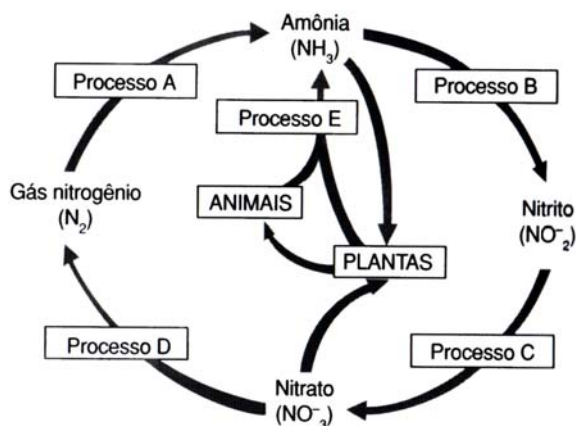 Amônia
(NH₃)
Processo A
Processo B
Processo E
Gás nitrogênio
(N₂)
ANIMAIS
Nitrito
(NO⁻₂)
PLANTAS
Processo D
Processo C
Nitrato
(NO⁻₃)